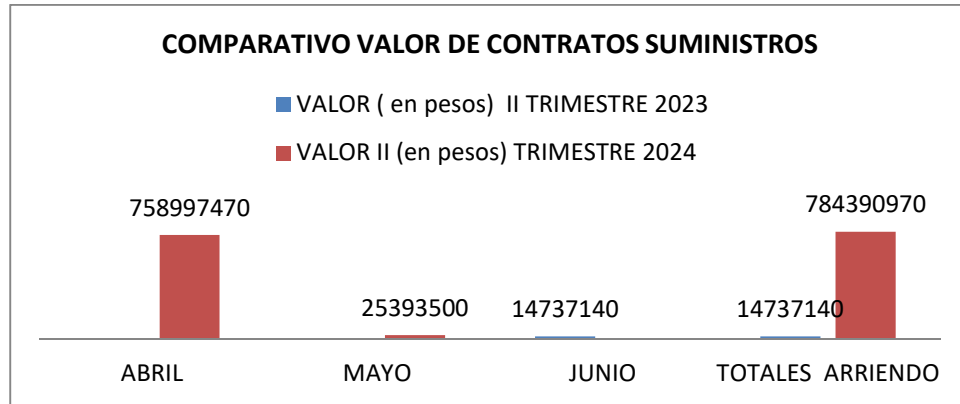 COMPARATIVO VALOR DE CONTRATOS SUMINISTROS
VALOR ( en pesos) II TRIMESTRE 2023
VALOR II (en pesos) TRIMESTRE 2024
758997470
25393500
14737140
14737140
784390970
ABRIL
MAYO
JUNIO
TOTALES ARRIENDO